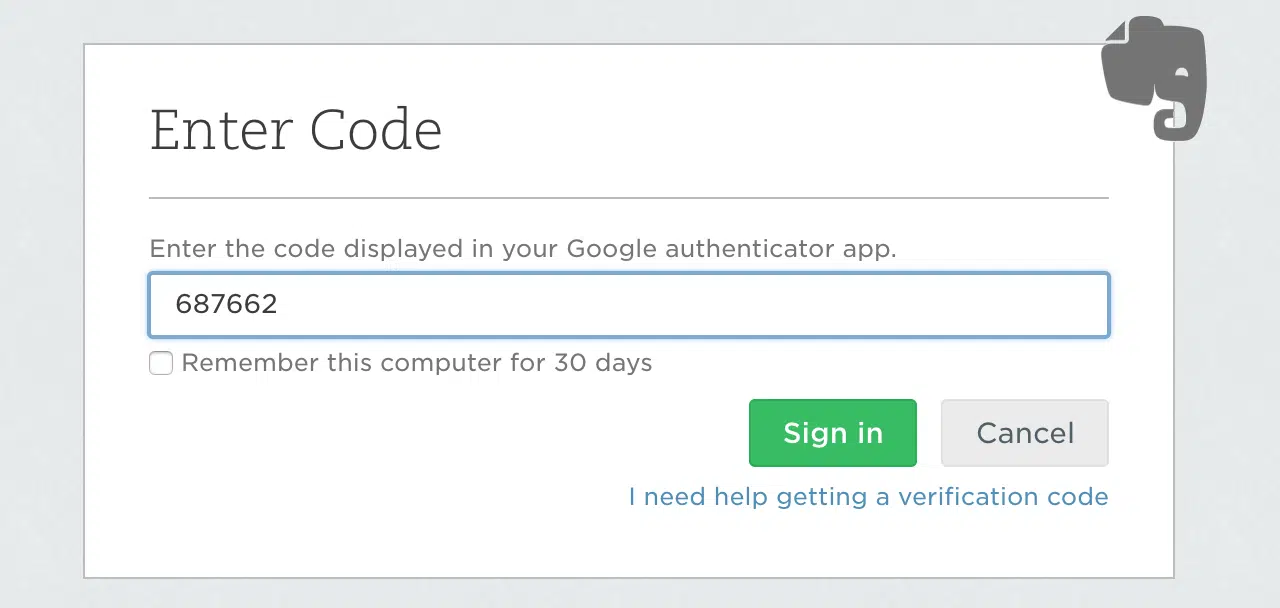 Enter Code
Enter the code displayed in your Google authenticator app.
687662
Remember this computer for 30 days
Sign in
Cancel
I need help getting a verification code